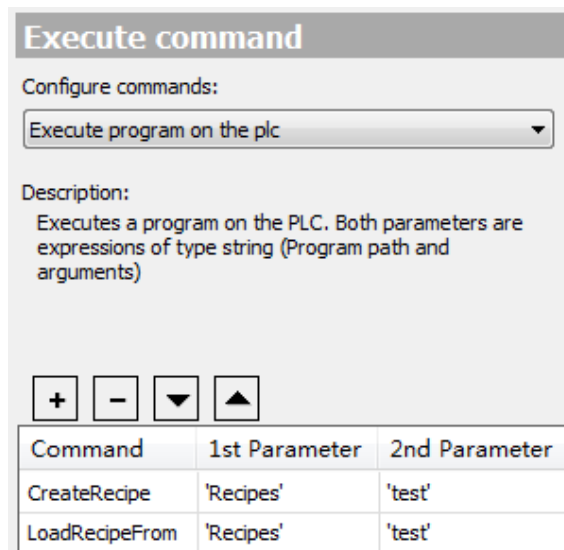 Execute command
Configure commands:
Execute program on the plc
Description:
Executes a program on the PLC. Both parameters are
expressions of type string (Program path and
arguments)
+ −
Command 1st Parameter 2nd Parameter
CreateRecipe 'Recipes' 'test'
LoadRecipeFrom 'Recipes' 'test'